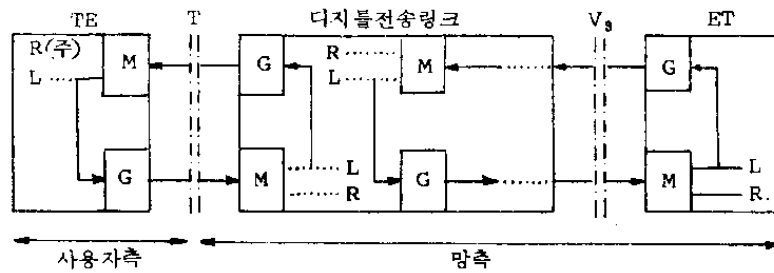 TE T 디지틀전송링크 V3 ET
R(주) M G R M G
L L
G M L G M L
R R.
사용자측 망측